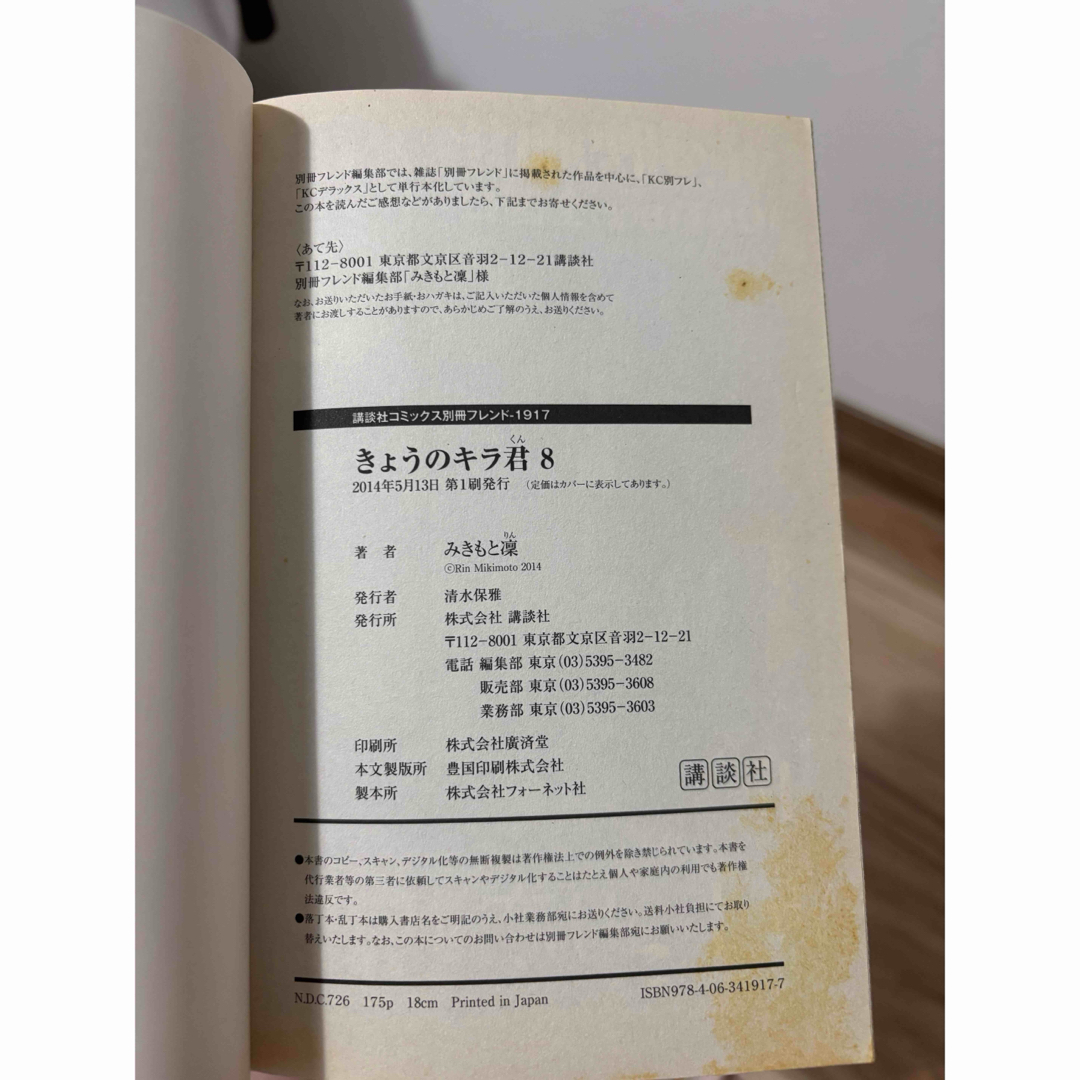 別冊フレンド編集部では、雑誌「別冊フレンド」に掲載された作品を中心に、「KC別フレ」、
「KCデラックス」として単行本化しています。
この本を読んだご感想などがありましたら、下記までお寄せください。
〈あて先〉
〒112-8001 東京都文京区音羽2-12-21講談社
別冊フレンド編集部「みきもと凜」様
なお、お送りいただいたお手紙・おハガキは、ご記入いただいた個人情報を含めて
著者にお渡しすることがありますので、あらかじめご了解のうえ、お送りください。
講談社コミックス別冊フレンド-1917
くん
きょうのキラ君 8
2014年5月13日 第1刷発行 （定価はカバーに表示してあります。）
りん
著 者 みきもと凜
©Rin Mikimoto 2014
発行者 清水保雅
発行所 株式会社 講談社
〒112-8001 東京都文京区音羽2-12-21
電話 編集部 東京(03)5395-3482
販売部 東京(03)5395-3608
業務部 東京(03)5395-3603
印刷所 株式会社廣済堂
本文製版所 豊国印刷株式会社
製本所 株式会社フォーネット社
講談社
●本書のコピー、スキャン、デジタル化等の無断複製は著作権法上での例外を除き禁じられています。本書を
代行業者等の第三者に依頼してスキャンやデジタル化することはたとえ個人や家庭内の利用でも著作権
法違反です。
●落丁本・乱丁本は購入書店名をご明記のうえ、小社業務部宛にお送りください。送料小社負担にてお取り
替えいたします。なお、この本についてのお問い合わせは別冊フレンド編集部宛にお願いいたします。
N.D.C.726 175p 18cm Printed in Japan ISBN978-4-06-341917-7